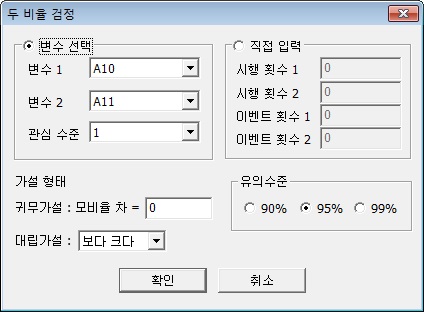 두 비율 검정
변수 선택
변수 1 A10
변수 2 A11
관심 수준 1
직접 입력
시행 횟수 1 0
시행 횟수 2 0
이벤트 횟수 1 0
이벤트 횟수 2 0
가설 형태
귀무가설 : 모비율 차 = 0
대립가설 : 보다 크다
유의수준
90% 95% 99%
확인 취소